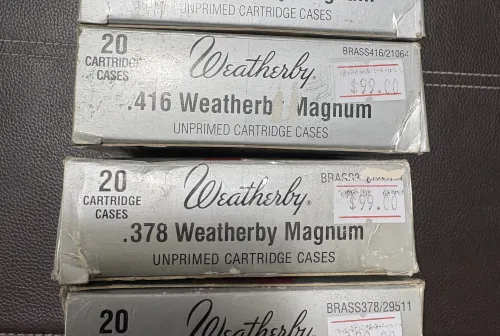 UNPRIMED CARTRIDGE CASES
20
CARTRIDGE
CASES
Weatherby®
BRASS416/21064
$99.00
.416 Weatherby Magnum
UNPRIMED CARTRIDGE CASES
20
CARTRIDGE
CASES
Weatherby®
$99.00
.378 Weatherby Magnum
UNPRIMED CARTRIDGE CASES
20
Weatherby®
BRASS378/29511